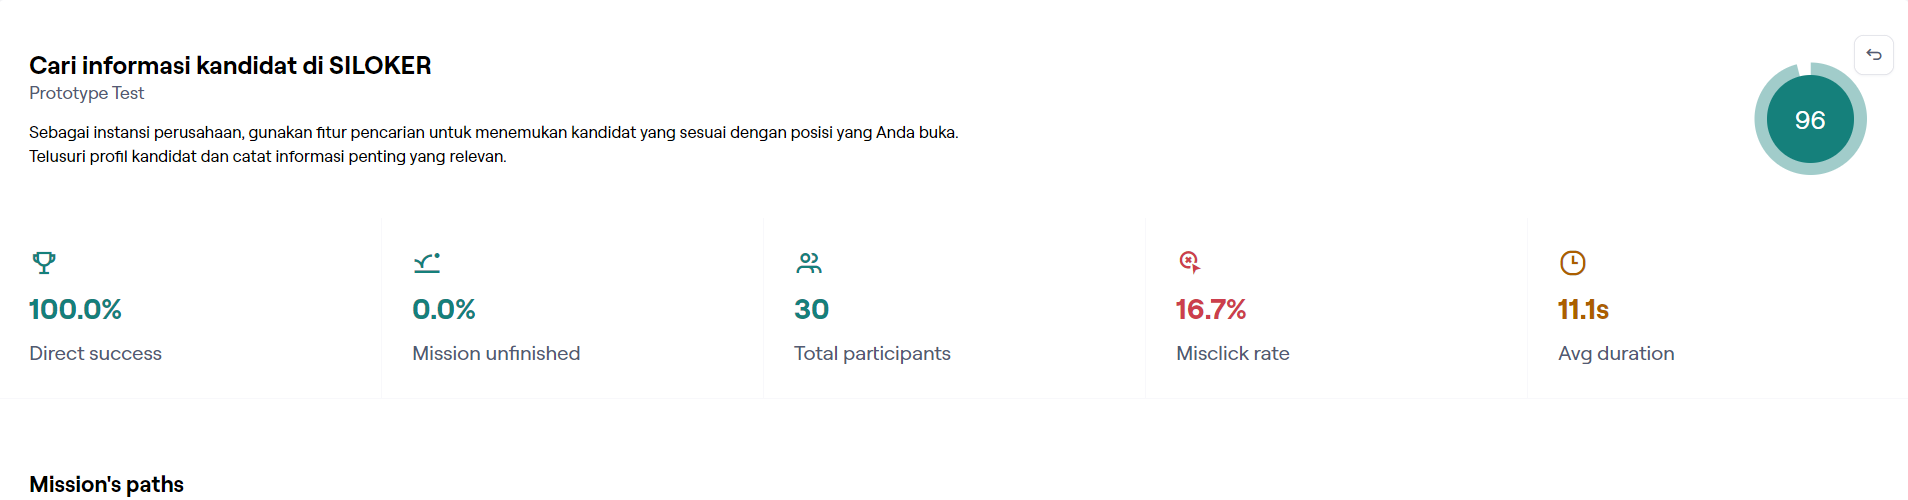 Cari informasi kandidat di SILOKER
Prototype Test
Sebagai instansi perusahaan, gunakan fitur pencarian untuk menemukan kandidat yang sesuai dengan posisi yang Anda buka.
Telusuri profil kandidat dan catat informasi penting yang relevan.
96
100.0%
Direct success
0.0%
Mission unfinished
30
Total participants
16.7%
Misclick rate
11.1s
Avg duration
Mission's paths